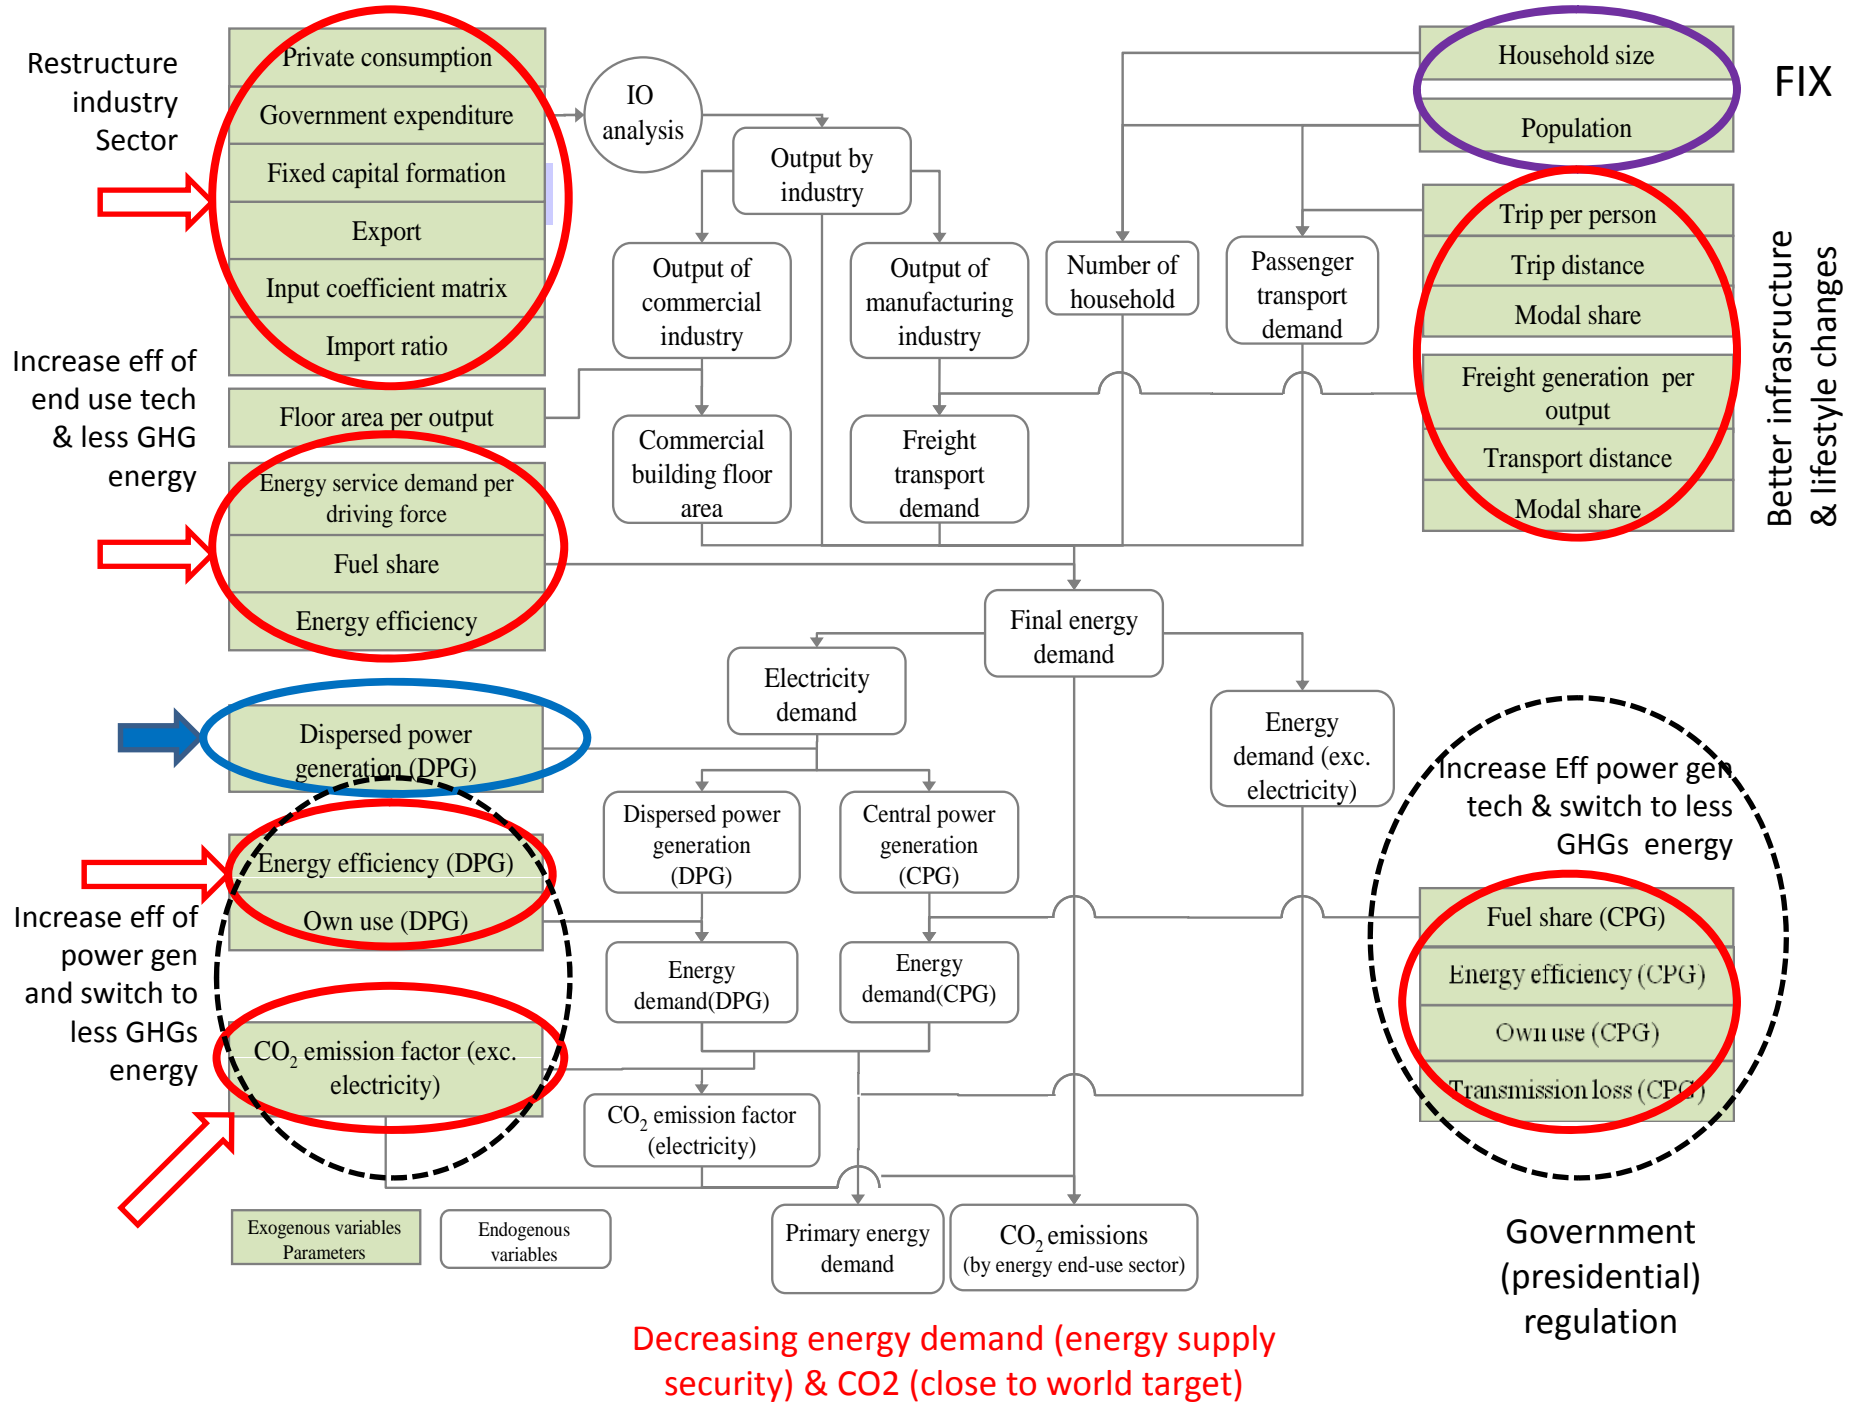 Restructure
industry
Sector
Private consumption
Government expenditure
Fixed capital formation
Export
Input coefficient matrix
Import ratio
IO
analysis
Output by
industry
Household size
Population
FIX
Trip per person
Trip distance
Modal share
Freight generation per
output
Transport distance
Modal share
Better infrasructure
& lifestyle changes
Output of
commercial
industry
Output of
manufacturing
industry
Number of
household
Passenger
transport
demand
Increase eff of
end use tech
& less GHG
energy
Floor area per output
Commercial
building floor
area
Freight
transport
demand
Energy service demand per
driving force
Fuel share
Energy efficiency
Final energy
demand
Electricity
demand
Energy
demand (exc.
electricity)
Dispersed power
generation (DPG)
Dispersed power
generation
(DPG)
Central power
generation
(CPG)
Increase Eff power gen
tech & switch to less
GHGs energy
Energy efficiency (DPG)
Own use (DPG)
Increase eff of
power gen
and switch to
less GHGs
energy
Energy
demand(DPG)
Energy
demand(CPG)
Fuel share (CPG)
Energy efficiency (CPG)
Own use (CPG)
Transmission loss (CPG)
CO2 emission factor (exc.
electricity)
CO2 emission factor
(electricity)
Exogenous variables
Parameters
Endogenous
variables
Primary energy
demand
CO2 emissions
(by energy end-use sector)
Government
(presidential)
regulation
Decreasing energy demand (energy supply
security) & CO2 (close to world target)